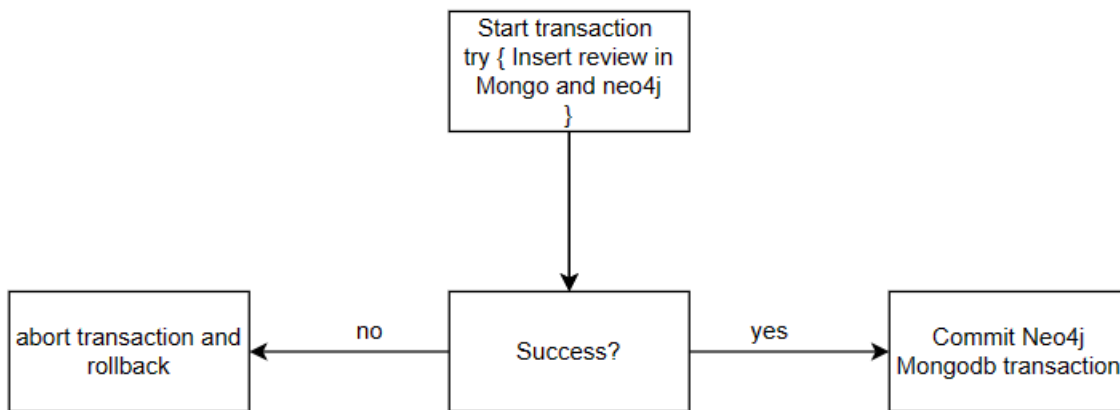 Start transaction
try { Insert review in
Mongo and neo4j
}
abort transaction and
rollback
no
Success?
yes
Commit Neo4j
Mongodb transaction